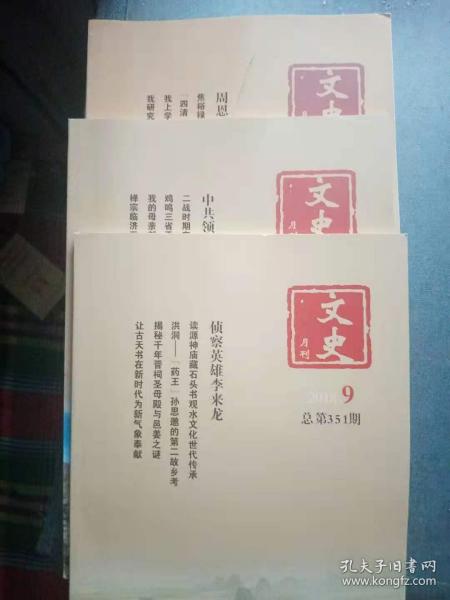 文史
周恩
焦裕禄
“四清
我上学
我研究
文史
月刊
中共领
二战时期
鸡鸣三省
我的母亲
禅宗临济
文史
月刊
2018 9
总第351期
侦察英雄李来龙
读源神庙藏石头书观水文化世代传承
洪洞——“药王”孙思邈的第二故乡考
揭秘千年晋祠圣母殿与邑姜之谜
让古天书在新时代为新气象奉献
孔夫子旧书网
www.kongfz.com